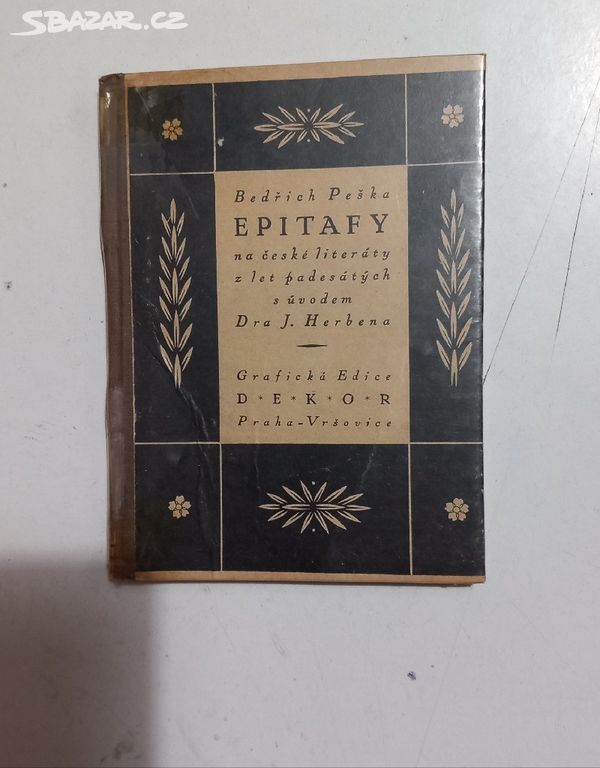 SBAZAR.CZ
Bedřich Peška
EPITAFY
na české literáty
z let padesátých
s úvodem
Dra J. Herbena
Grafická Edice
D*E*K*O*R
Praha-Vršovice